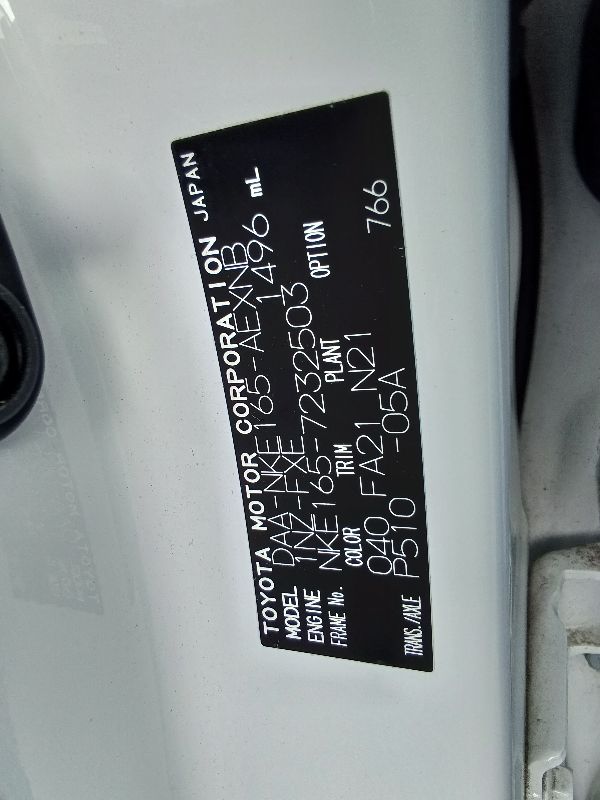 TOYOTA MOTOR CORPORATION JAPAN
MODEL DAA-NKE165-AEXNB
ENGINE 1NZ-FXE 1496 mL
FRAME No. NKE165-7232503
COLOR TRIM PLANT OPTION
040 FA21 N21
TRANS./AXLE P510 -05A 766